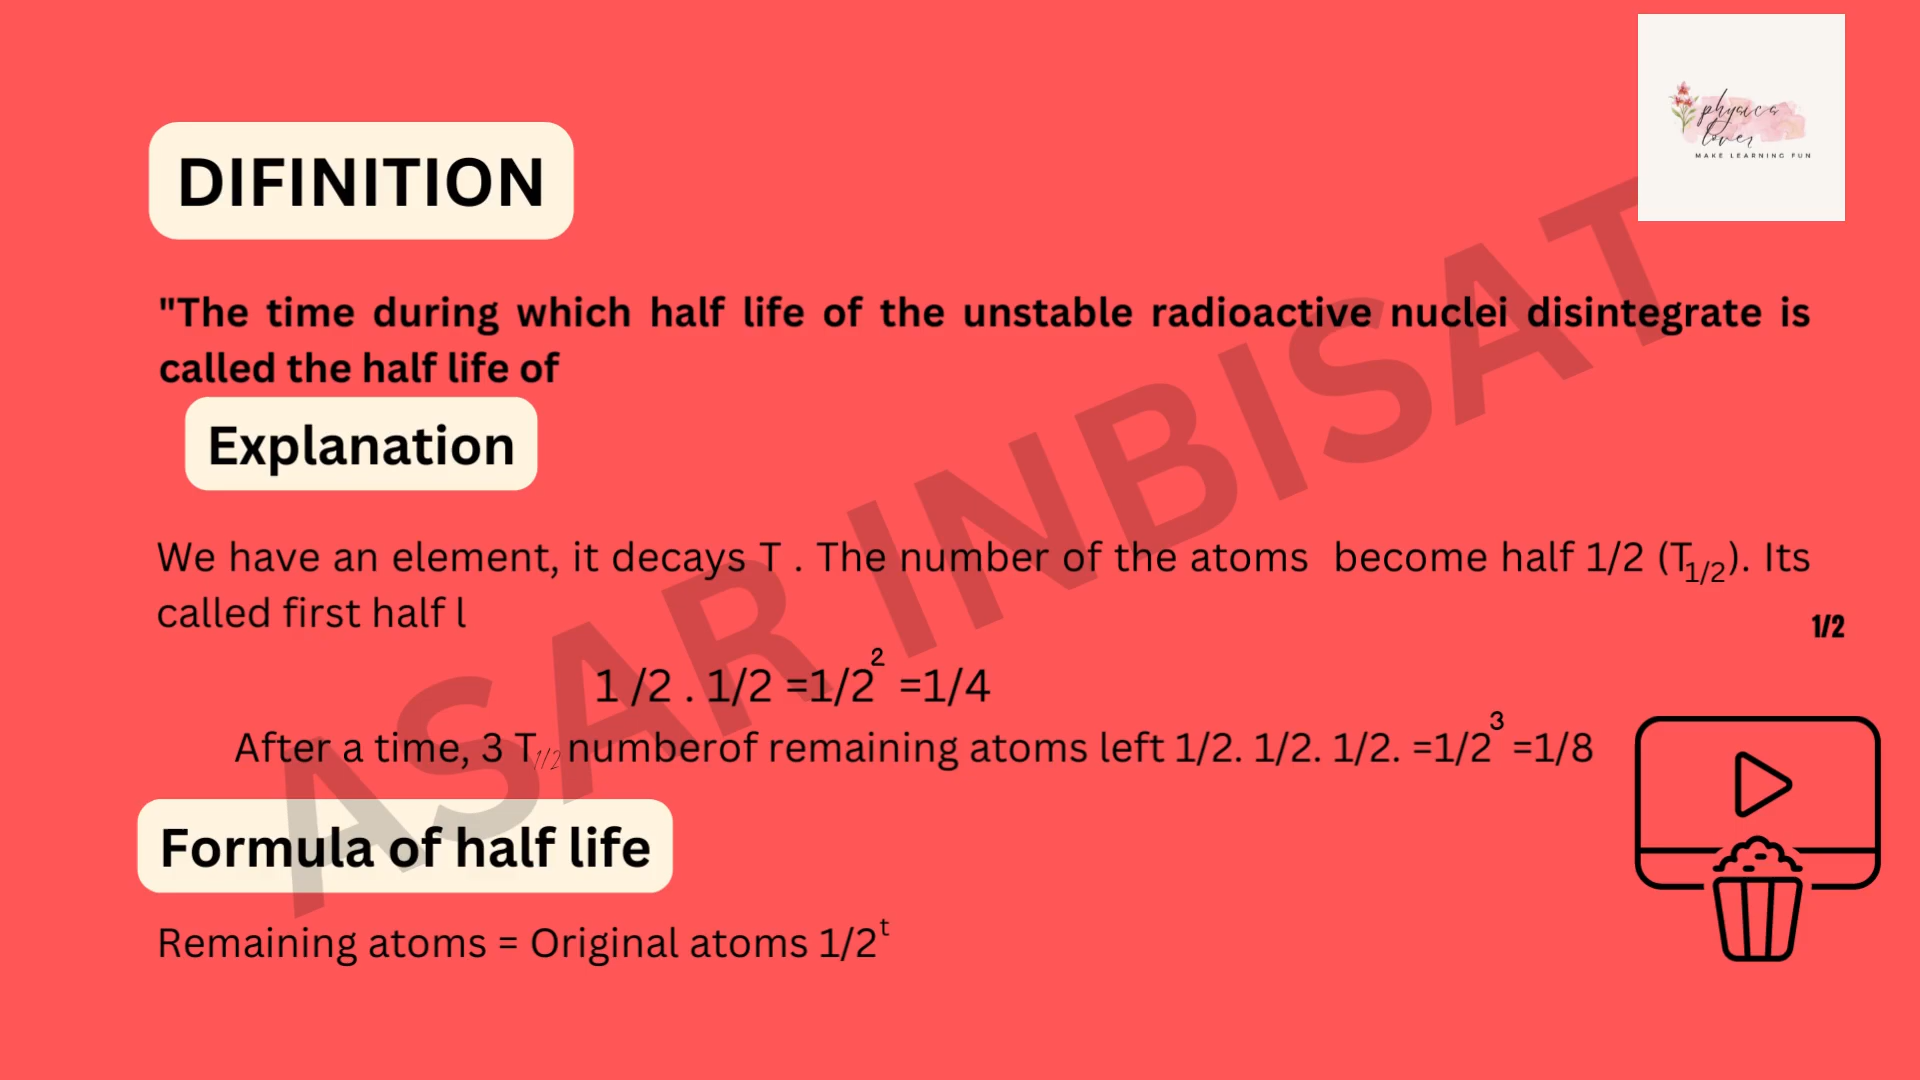 physics
lover
MAKE LEARNING FUN
DIFINITION
"The time during which half life of the unstable radioactive nuclei disintegrate is
called the half life of
Explanation
We have an element, it decays T . The number of the atoms become half 1/2 (T1/2). Its
called first half l
1/2
1 /2 . 1/2 =1/2² =1/4
After a time, 3 T1/2 numberof remaining atoms left 1/2. 1/2. 1/2. =1/2³ =1/8
Formula of half life
Remaining atoms = Original atoms 1/2ᵗ
ASAR INBISAT